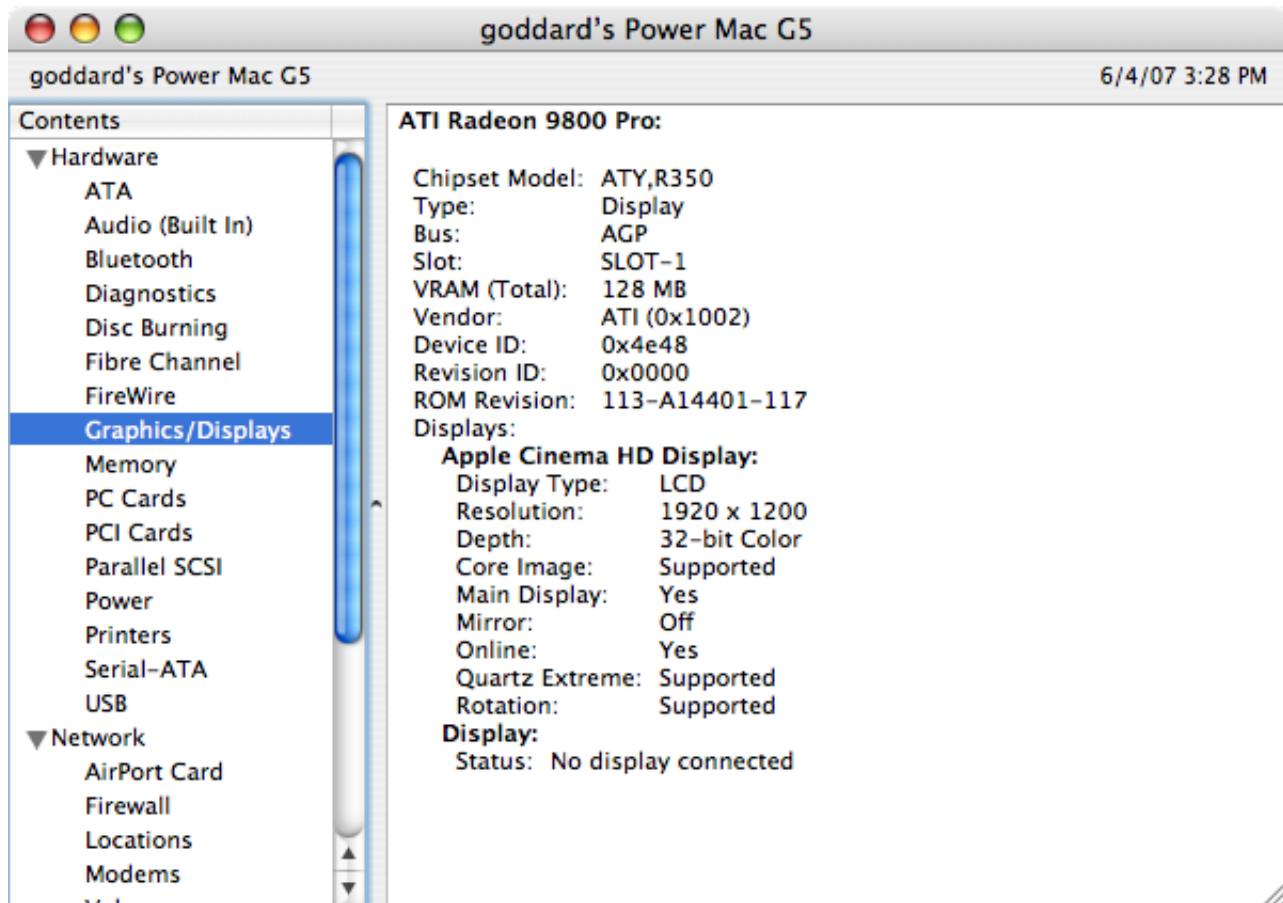 goddard's Power Mac G5
goddard's Power Mac G5 6/4/07 3:28 PM
Contents
Hardware
ATA
Audio (Built In)
Bluetooth
Diagnostics
Disc Burning
Fibre Channel
FireWire
Graphics/Displays
Memory
PC Cards
PCI Cards
Parallel SCSI
Power
Printers
Serial-ATA
USB
Network
AirPort Card
Firewall
Locations
Modems
ATI Radeon 9800 Pro:
Chipset Model: ATY,R350
Type: Display
Bus: AGP
Slot: SLOT-1
VRAM (Total): 128 MB
Vendor: ATI (0x1002)
Device ID: 0x4e48
Revision ID: 0x0000
ROM Revision: 113-A14401-117
Displays:
Apple Cinema HD Display:
Display Type: LCD
Resolution: 1920 x 1200
Depth: 32-bit Color
Core Image: Supported
Main Display: Yes
Mirror: Off
Online: Yes
Quartz Extreme: Supported
Rotation: Supported
Display:
Status: No display connected